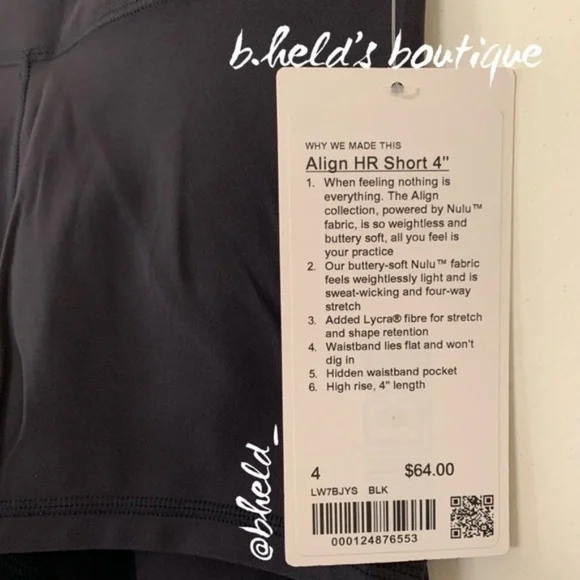 b.held's boutique
WHY WE MADE THIS
Align HR Short 4"
1. When feeling nothing is
everything. The Align
collection, powered by Nulu™
fabric, is so weightless and
buttery soft, all you feel is
your practice
2. Our buttery-soft Nulu™ fabric
feels weightlessly light and is
sweat-wicking and four-way
stretch
3. Added Lycra® fibre for stretch
and shape retention
4. Waistband lies flat and won't
dig in
5. Hidden waistband pocket
6. High rise, 4" length
4 $64.00
LW7BJYS BLK
000124876553
@bheld_